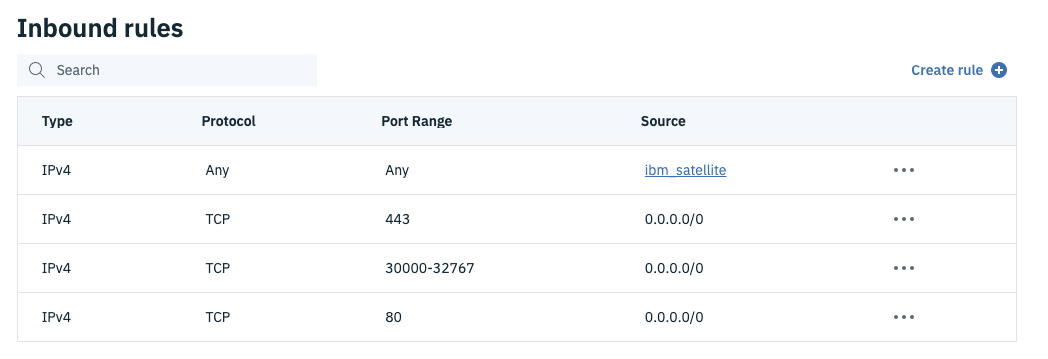 Inbound rules
Search
Create rule
Type Protocol Port Range Source
IPv4 Any Any ibm_satellite
IPv4 TCP 443 0.0.0.0/0
IPv4 TCP 30000-32767 0.0.0.0/0
IPv4 TCP 80 0.0.0.0/0